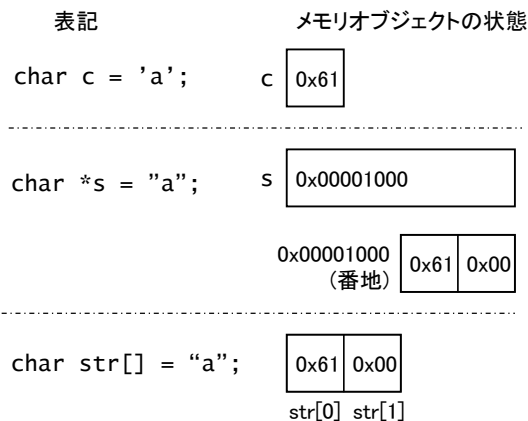 表記 メモリオブジェクトの状態
char c = ’a’; c 0x61
char *s = ”a”; s 0x00001000
0x00001000 0x61 0x00
(番地)
char str[] = “a”; 0x61 0x00
str[0] str[1]